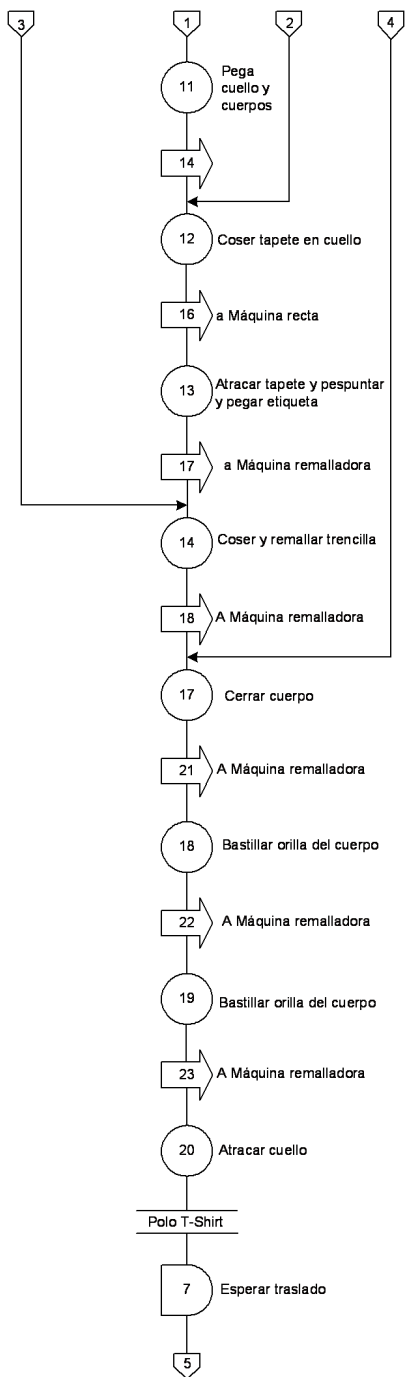 3
1
2
4
11
Pega
cuello y
cuerpos
14
12
Coser tapete en cuello
16
a Máquina recta
13
Atracar tapete y pespuntar
y pegar etiqueta
17
a Máquina remalladora
14
Coser y remallar trencilla
18
A Máquina remalladora
17
Cerrar cuerpo
21
A Máquina remalladora
18
Bastillar orilla del cuerpo
22
A Máquina remalladora
19
Bastillar orilla del cuerpo
23
A Máquina remalladora
20
Atracar cuello
Polo T-Shirt
7
Esperar traslado
5